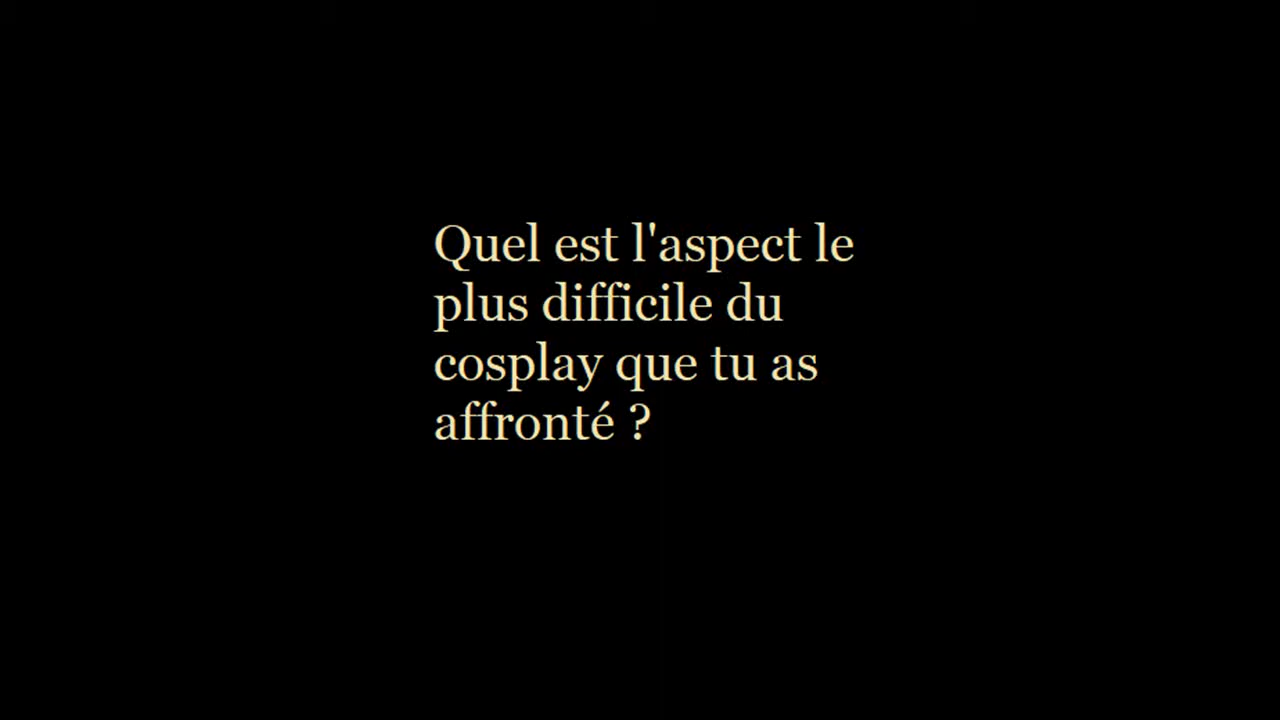 Quel est l'aspect le
plus difficile du
cosplay que tu as
affronté ?